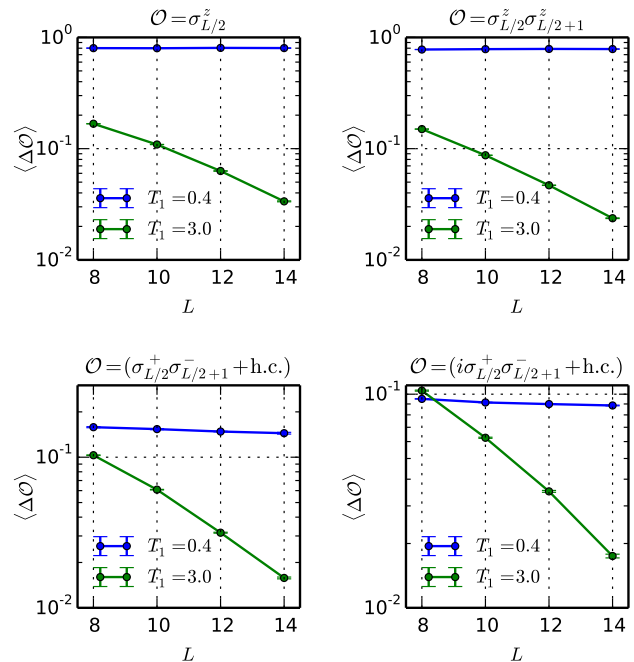 𝒪 = σ^z_{L/2}
10^0
10^{-1}
10^{-2}
⟨Δ𝒪⟩
T_1 = 0.4
T_1 = 3.0
8 10 12 14
L
𝒪 = σ^z_{L/2} σ^z_{L/2+1}
10^0
10^{-1}
10^{-2}
⟨Δ𝒪⟩
T_1 = 0.4
T_1 = 3.0
8 10 12 14
L
𝒪 = (σ^+_{L/2} σ^-_{L/2+1} + h.c.)
10^{-1}
10^{-2}
⟨Δ𝒪⟩
T_1 = 0.4
T_1 = 3.0
8 10 12 14
L
𝒪 = (iσ^+_{L/2} σ^-_{L/2+1} + h.c.)
10^{-1}
10^{-2}
⟨Δ𝒪⟩
T_1 = 0.4
T_1 = 3.0
8 10 12 14
L